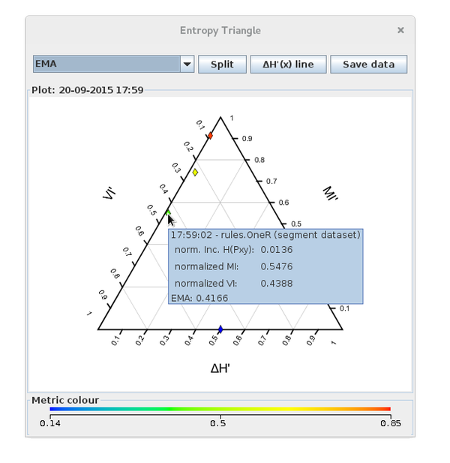 Entropy Triangle ×
EMA Split ΔH'(x) line Save data
Plot: 20-09-2015 17:59
1
0.1 0.9
0.2 0.8
0.3 0.7
0.4 0.6
0.5 0.5
VI' MI'
17:59:02 - rules.OneR (segment dataset)
norm. Inc. H(Pxy): 0.0136
normalized MI: 0.5476
normalized VI: 0.4388
EMA: 0.4166
0.6
0.7
0.8
0.9 0.1
1
0.1 0.2 0.3 0.4 0.5 0.6 0.7 0.8 0.9 1
ΔH'
Metric colour
0.14 0.5 0.85